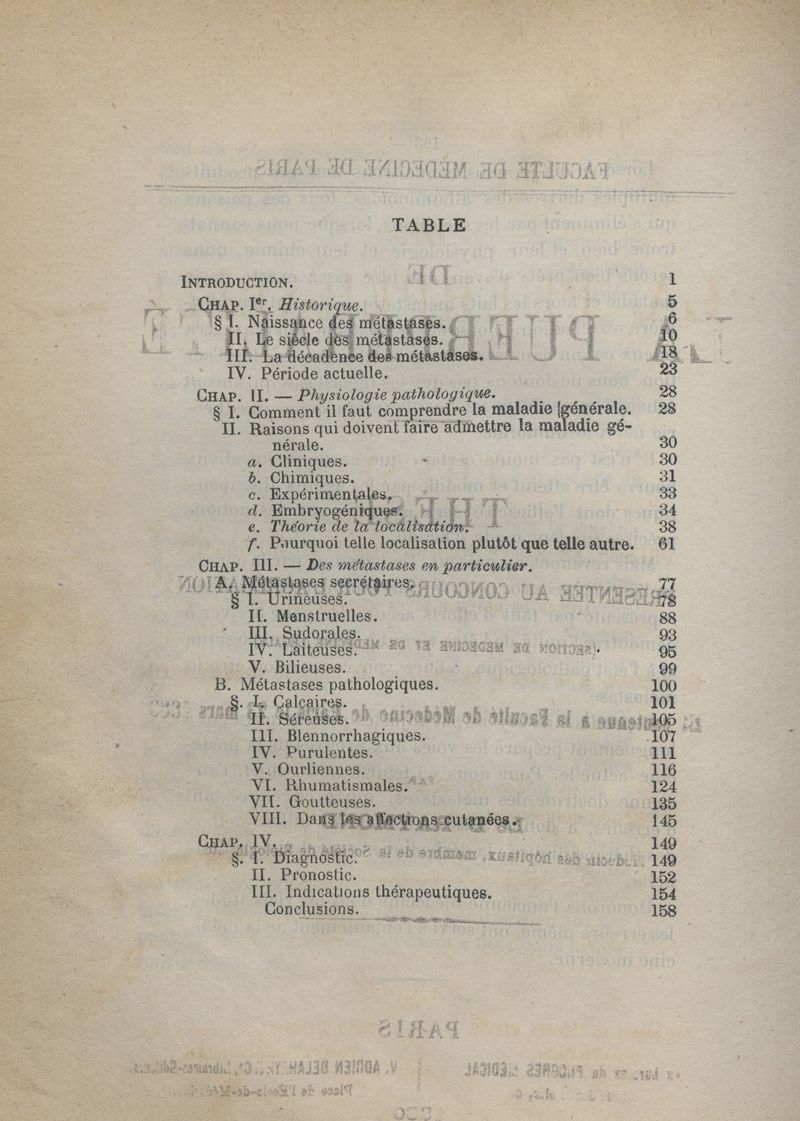 TABLE
INTRODUCTION. 1
CHAP. Ier. Historique. 5
§ I. Naissance des métastases. 6
II. Le siècle des métastases. 10
III. La décadence des métastases. 18
IV. Période actuelle. 23
CHAP. II. — Physiologie pathologique. 28
§ I. Comment il faut comprendre la maladie générale. 28
II. Raisons qui doivent faire admettre la maladie gé-
nérale. 30
a. Cliniques. 30
b. Chimiques. 31
c. Expérimentales. 33
d. Embryogéniques. 34
e. Théorie de la localisation. 38
f. Pourquoi telle localisation plutôt que telle autre. 61
CHAP. III. — Des métastases en particulier.
A. Métastases secrétaires. 77
§ I. Urineuses. 78
II. Menstruelles. 88
III. Sudorales. 93
IV. Laiteuses. 95
V. Bilieuses. 99
B. Métastases pathologiques. 100
§. I. Calcaires. 101
II. Séreuses. 105
III. Blennorrhagiques. 107
IV. Purulentes. 111
V. Ourliennes. 116
VI. Rhumatismales. 124
VII. Goutteuses. 135
VIII. Dans les affections cutanées. 145
CHAP. IV. 149
§. I. Diagnostic. 149
II. Pronostic. 152
III. Indications thérapeutiques. 154
Conclusions. 158